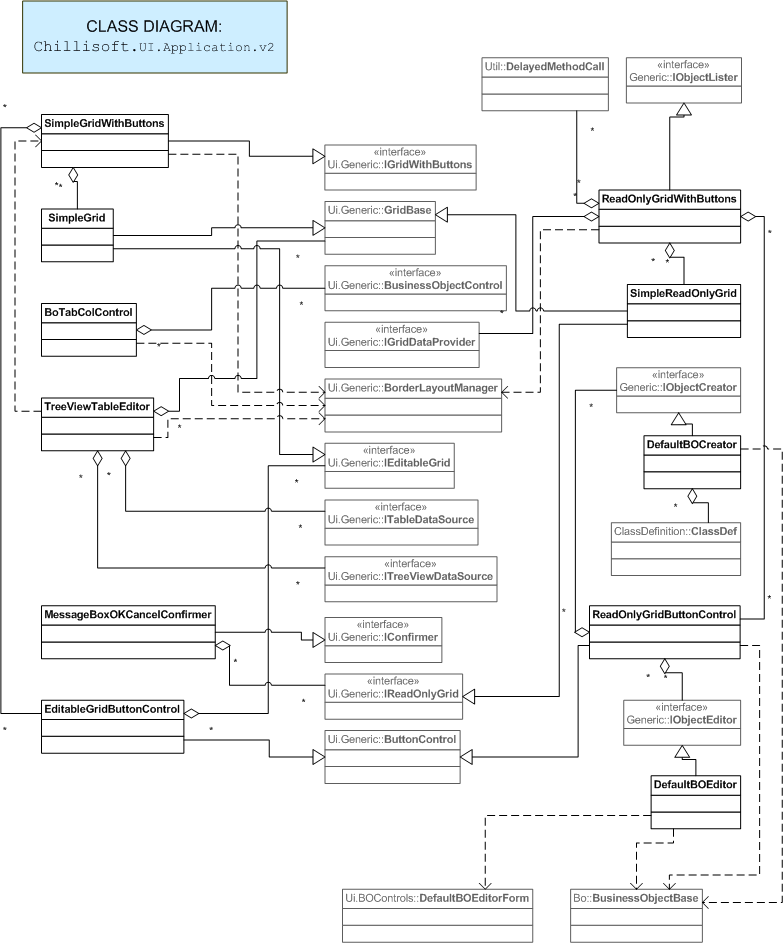 CLASS DIAGRAM:
Chillisoft.UI.Application.v2
Util::DelayedMethodCall
«interface»
Generic::IObjectLister
*
SimpleGridWithButtons
*
«interface»
Ui.Generic::IGridWithButtons
*
**
*
ReadOnlyGridWithButtons
SimpleGrid
Ui.Generic::GridBase
*
*
*
*
«interface»
Ui.Generic::BusinessObjectControl
SimpleReadOnlyGrid
*
*
BoTabColControl
«interface»
Ui.Generic::IGridDataProvider
*
«interface»
Generic::IObjectCreator
Ui.Generic::BorderLayoutManager
TreeViewTableEditor
*
*
DefaultBOCreator
«interface»
Ui.Generic::IEditableGrid
*
*
*
*
«interface»
Ui.Generic::ITableDataSource
*
ClassDefinition::ClassDef
«interface»
Ui.Generic::ITreeViewDataSource
*
*
MessageBoxOKCancelConfirmer
*
ReadOnlyGridButtonControl
«interface»
Ui.Generic::IConfirmer
*
*
*
«interface»
Ui.Generic::IReadOnlyGrid
*
EditableGridButtonControl
«interface»
Generic::IObjectEditor
*
*
Ui.Generic::ButtonControl
DefaultBOEditor
Ui.BOControls::DefaultBOEditorForm
Bo::BusinessObjectBase